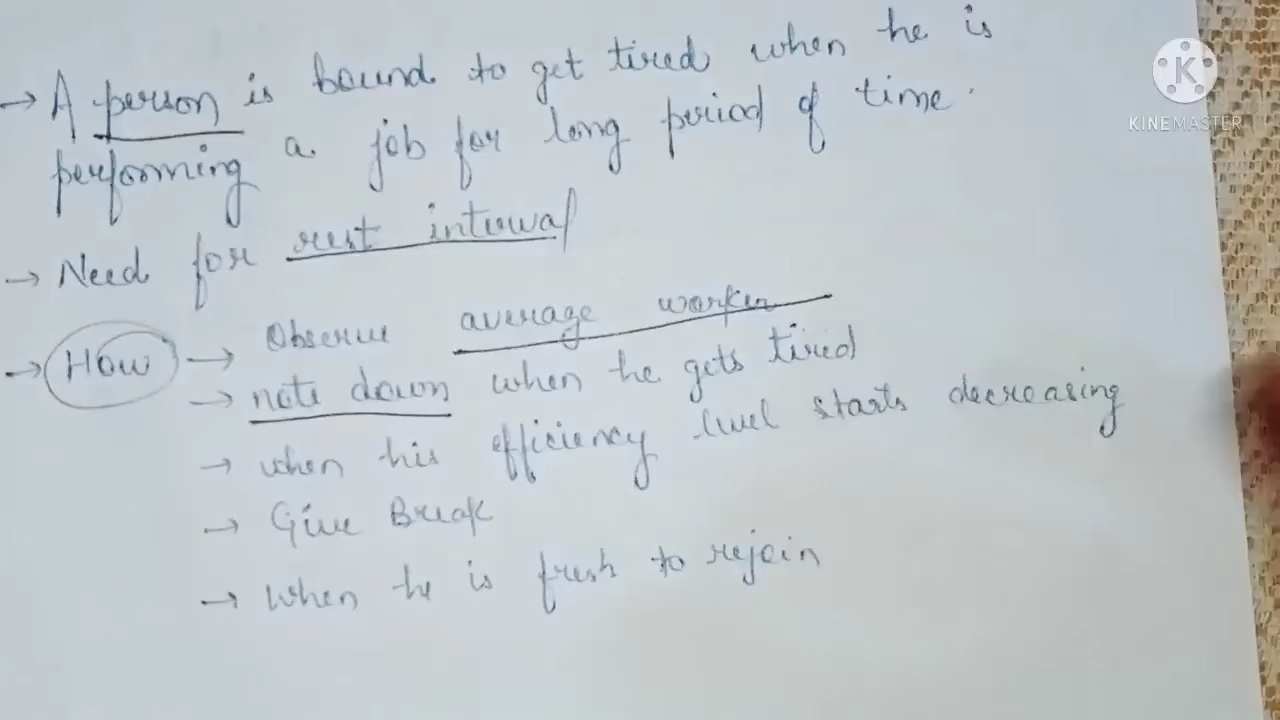 → A person is bound to get tired when he is
performing a job for long period of time.
→ Need for rest interval
→ How → Observe average worker
→ note down when he gets tired
→ when his efficiency level starts decreasing
→ Give Break
→ when he is fresh to rejoin
K
KINEMASTER